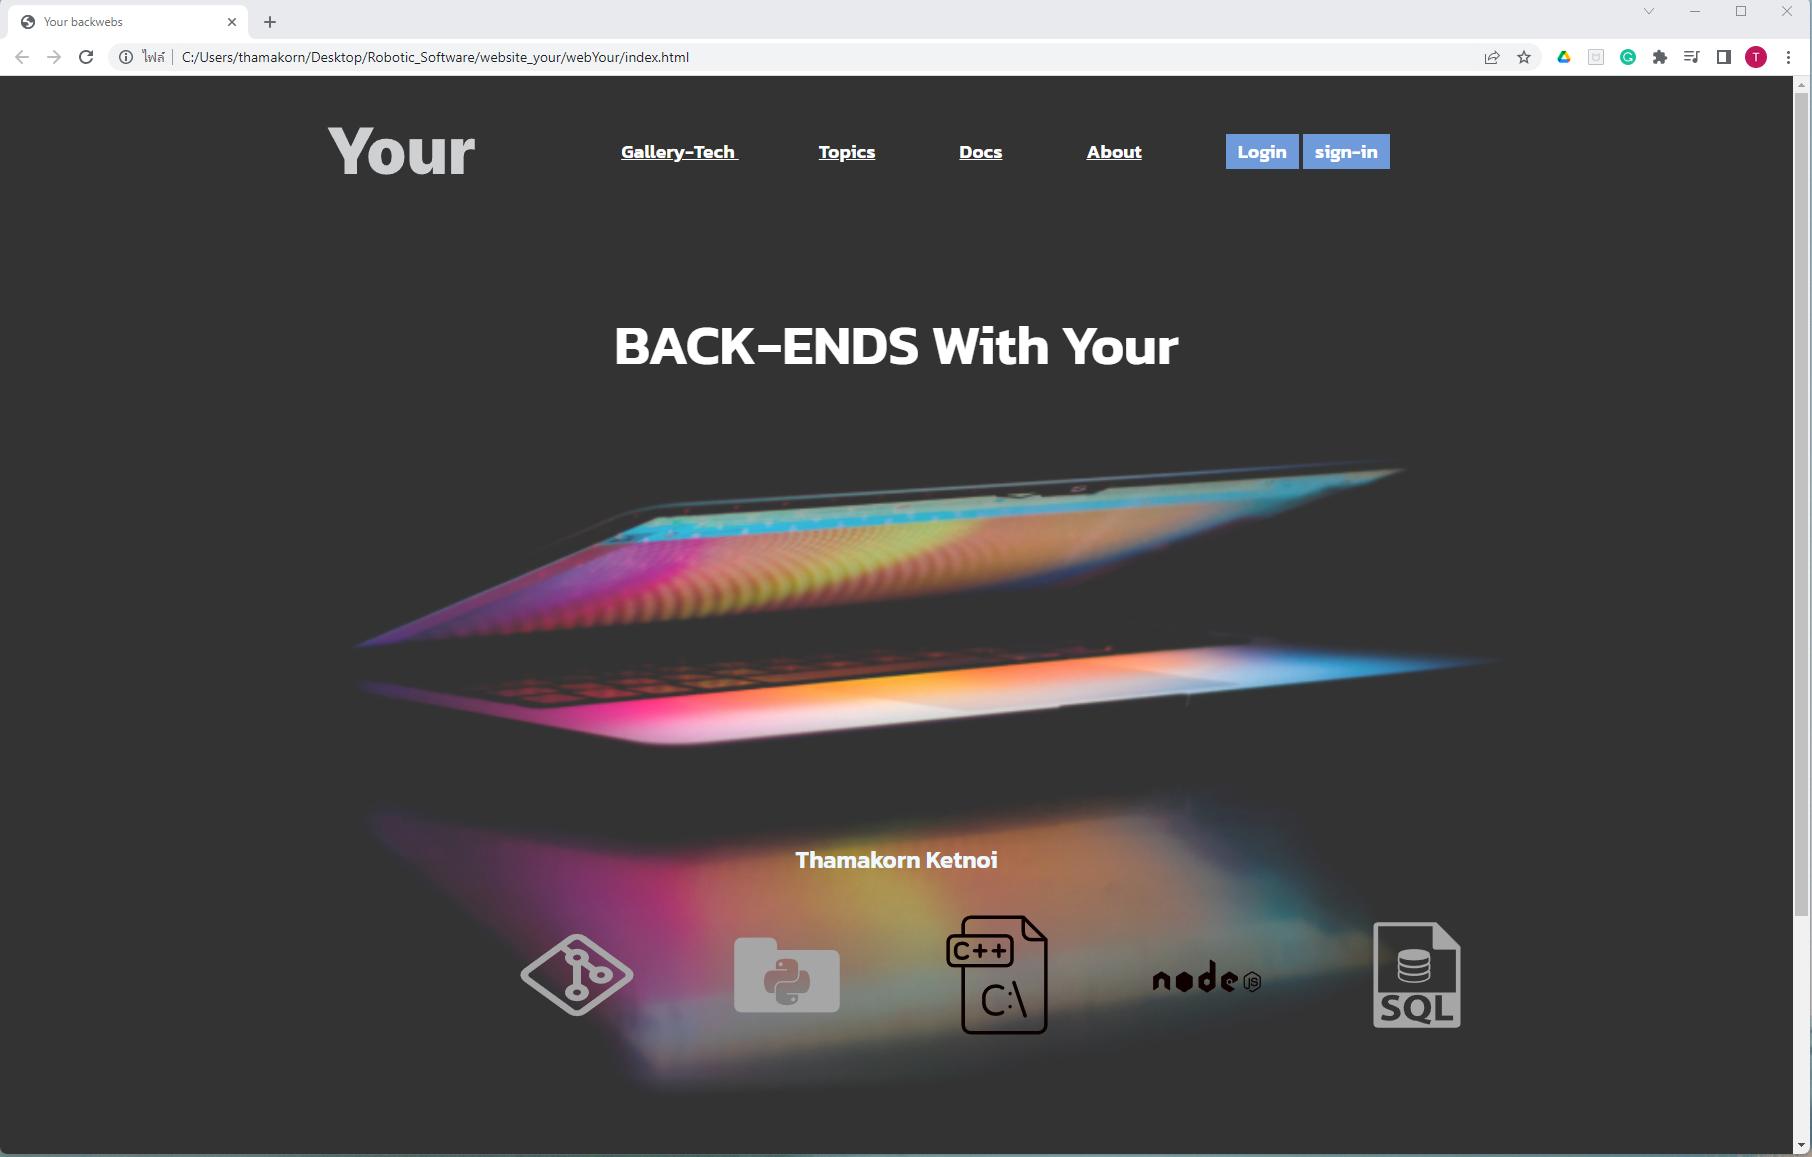 Your backwebs
ไฟล์ C:/Users/thamakorn/Desktop/Robotic_Software/website_your/webYour/index.html
T
Your Gallery-Tech Topics Docs About Login sign-in
BACK-ENDS With Your
Thamakorn Ketnoi
C++
C:\
node JS
SQL